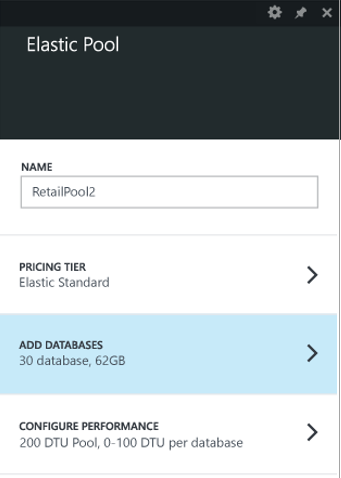 Elastic Pool
NAME
RetailPool2
PRICING TIER
Elastic Standard
ADD DATABASES
30 database, 62GB
CONFIGURE PERFORMANCE
200 DTU Pool, 0-100 DTU per database